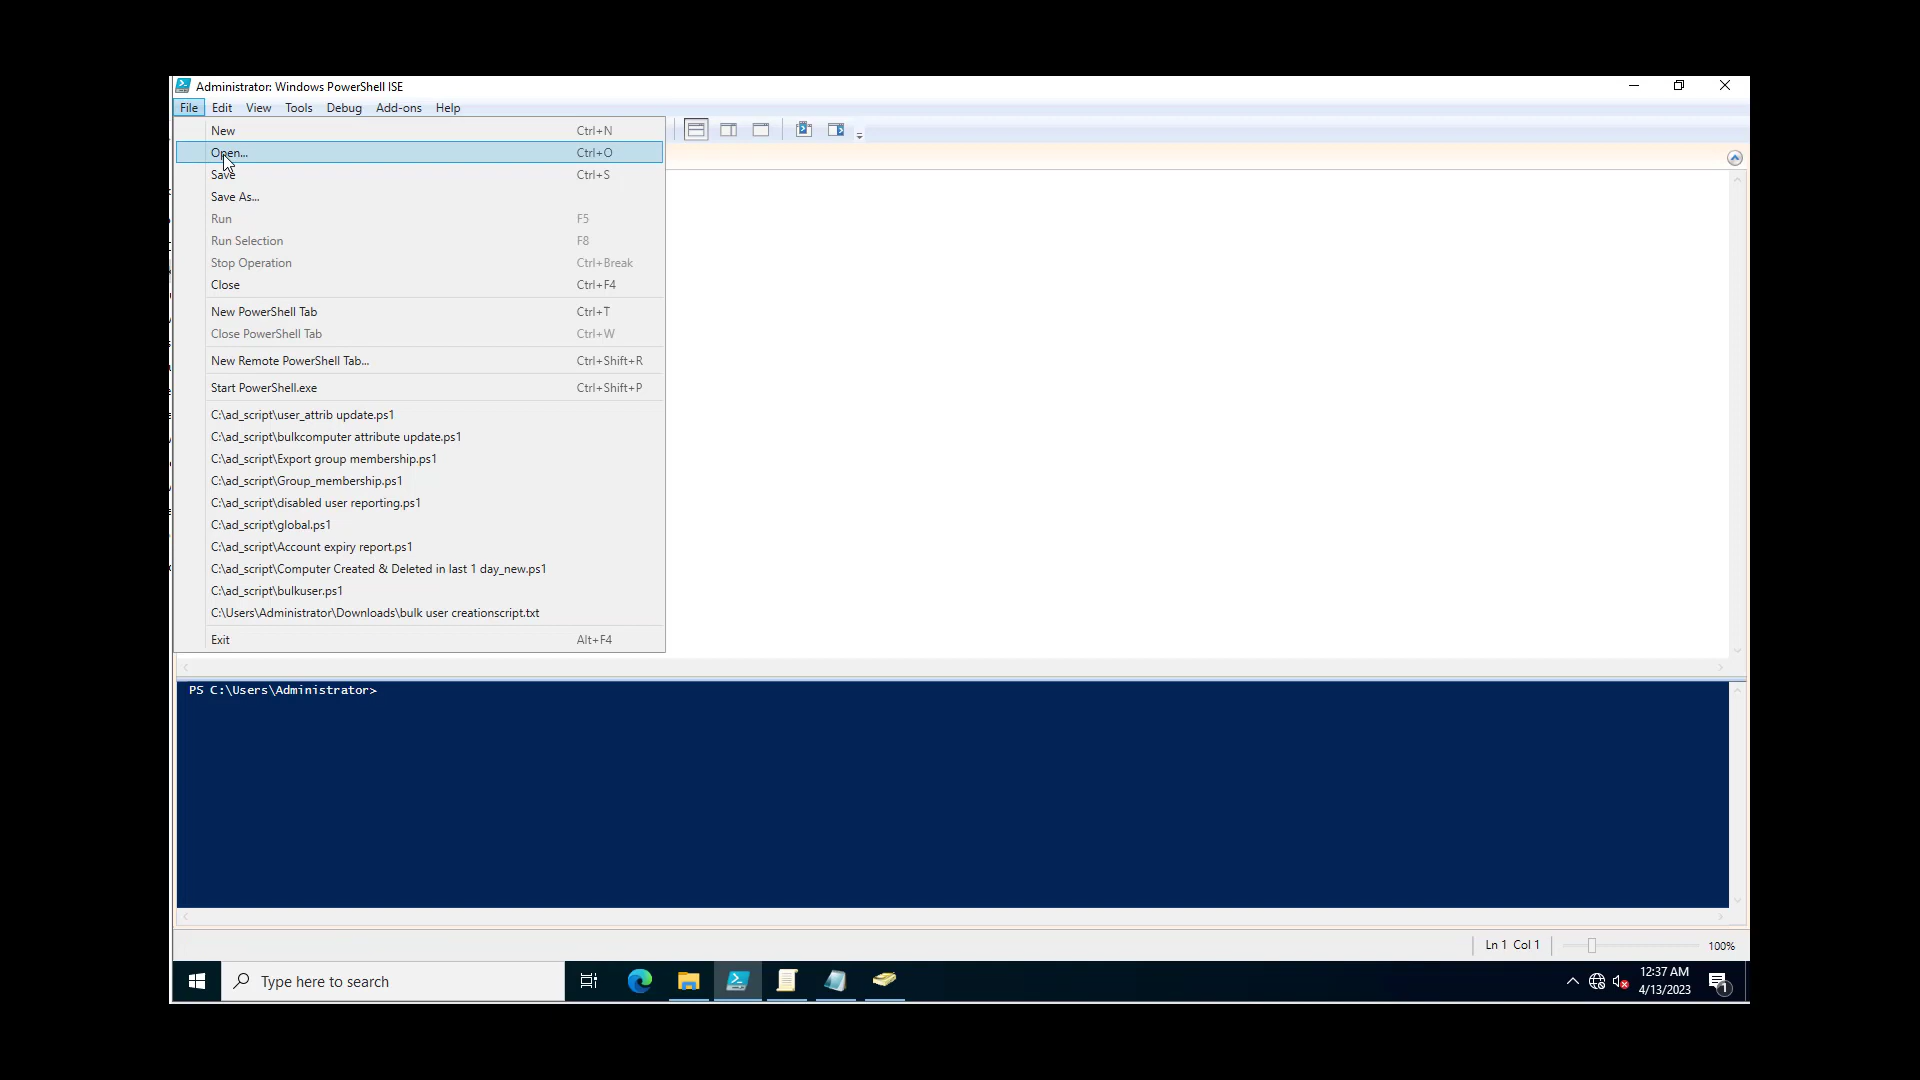 Administrator: Windows PowerShell ISE
File Edit View Tools Debug Add-ons Help
New Ctrl+N
Open... Ctrl+O
Save Ctrl+S
Save As...
Run F5
Run Selection F8
Stop Operation Ctrl+Break
Close Ctrl+F4
New PowerShell Tab Ctrl+T
Close PowerShell Tab Ctrl+W
New Remote PowerShell Tab... Ctrl+Shift+R
Start PowerShell.exe Ctrl+Shift+P
C:\ad_script\user_attrib update.ps1
C:\ad_script\bulkcomputer attribute update.ps1
C:\ad_script\Export group membership.ps1
C:\ad_script\Group_membership.ps1
C:\ad_script\disabled user reporting.ps1
C:\ad_script\global.ps1
C:\ad_script\Account expiry report.ps1
C:\ad_script\Computer Created & Deleted in last 1 day_new.ps1
C:\ad_script\bulkuser.ps1
C:\Users\Administrator\Downloads\bulk user creationscript.txt
Exit Alt+F4
PS C:\Users\Administrator>
Ln 1 Col 1 100%
Type here to search
12:37 AM
4/13/2023
1